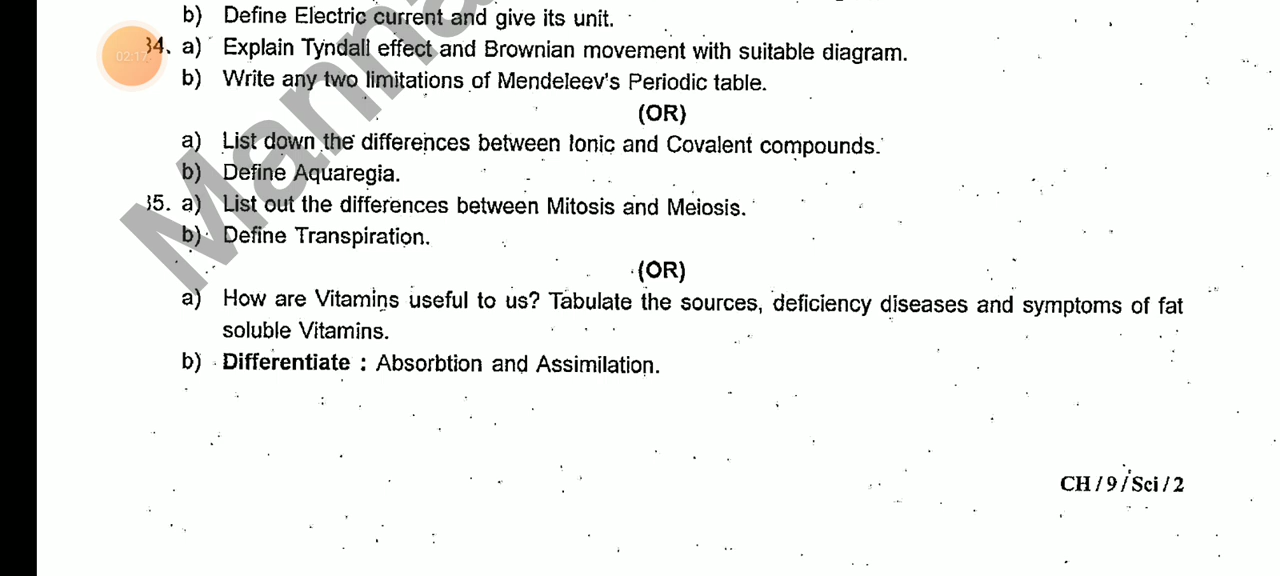 b) Define Electric current and give its unit.
34. a) Explain Tyndall effect and Brownian movement with suitable diagram.
02:17
b) Write any two limitations of Mendeleev's Periodic table.
(OR)
a) List down the differences between Ionic and Covalent compounds.
b) Define Aquaregia.
35. a) List out the differences between Mitosis and Meiosis.
b) Define Transpiration.
(OR)
a) How are Vitamins useful to us? Tabulate the sources, deficiency diseases and symptoms of fat
soluble Vitamins.
b) Differentiate : Absorbtion and Assimilation.
CH / 9 / Sci / 2